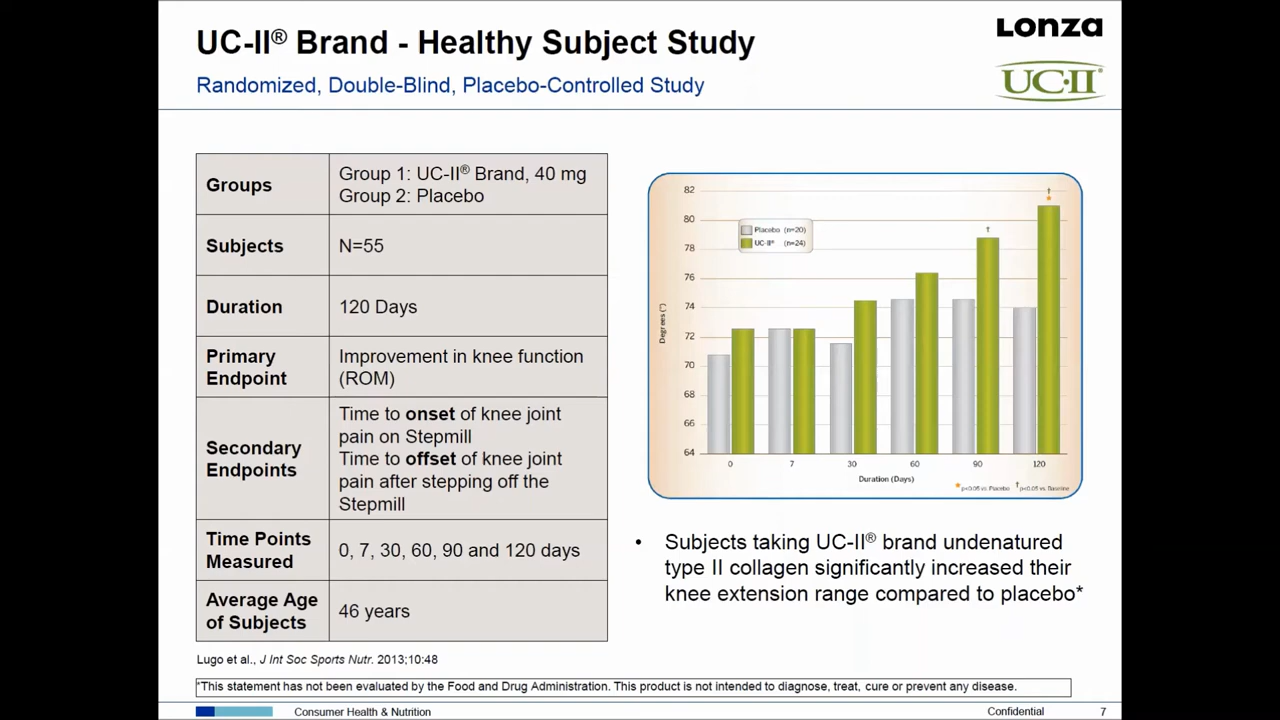 UC-II® Brand - Healthy Subject Study
Randomized, Double-Blind, Placebo-Controlled Study
Lonza
UC-II®
Groups
Group 1: UC-II® Brand, 40 mg
Group 2: Placebo
Subjects
N=55
Duration
120 Days
Primary
Endpoint
Improvement in knee function
(ROM)
Secondary
Endpoints
Time to onset of knee joint
pain on Stepmill
Time to offset of knee joint
pain after stepping off the
Stepmill
Time Points
Measured
0, 7, 30, 60, 90 and 120 days
Average Age
of Subjects
46 years
Lugo et al., J Int Soc Sports Nutr. 2013;10:48
82
80
78
76
74
72
70
68
66
64
Degrees (°)
Placebo (n=20)
UC-II® (n=24)
†
†
*
0
7
30
60
90
120
Duration (Days)
* p<0.05 vs. Placebo † p<0.05 vs. Baseline
• Subjects taking UC-II® brand undenatured
type II collagen significantly increased their
knee extension range compared to placebo*
*This statement has not been evaluated by the Food and Drug Administration. This product is not intended to diagnose, treat, cure or prevent any disease.
Consumer Health & Nutrition
Confidential
7